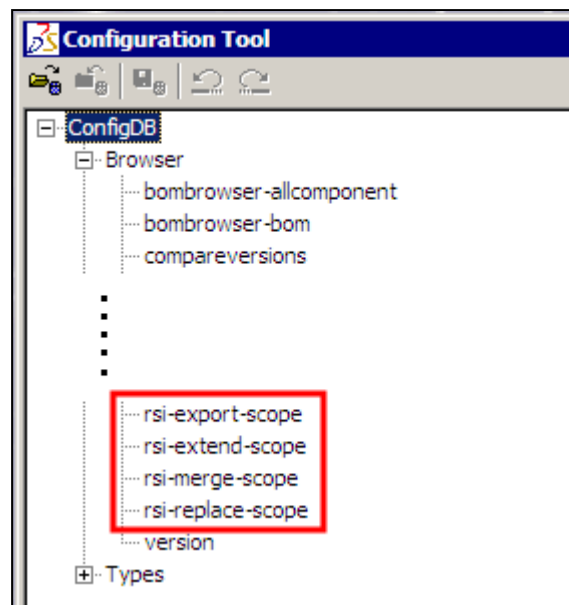 Configuration Tool
ConfigDB
Browser
bombrowser-allcomponent
bombrowser-bom
compareversions
rsi-export-scope
rsi-extend-scope
rsi-merge-scope
rsi-replace-scope
version
Types